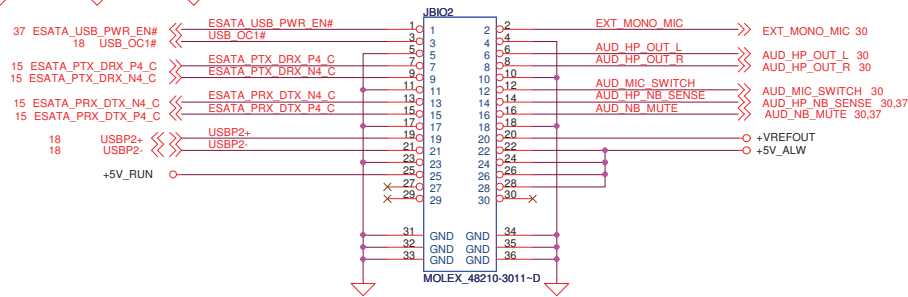 JBIO2
37 ESATA_USB_PWR_EN# ESATA_USB_PWR_EN# 1 1 2 2 EXT_MONO_MIC EXT_MONO_MIC 30
18 USB_OC1# USB_OC1# 3 3 4 4
5 5 6 6 AUD_HP_OUT_L AUD_HP_OUT_L 30
15 ESATA_PTX_DRX_P4_C ESATA_PTX_DRX_P4_C 7 7 8 8 AUD_HP_OUT_R AUD_HP_OUT_R 30
15 ESATA_PTX_DRX_N4_C ESATA_PTX_DRX_N4_C 9 9 10 10
11 11 12 12 AUD_MIC_SWITCH AUD_MIC_SWITCH 30
15 ESATA_PRX_DTX_N4_C ESATA_PRX_DTX_N4_C 13 13 14 14 AUD_HP_NB_SENSE AUD_HP_NB_SENSE 30,37
15 ESATA_PRX_DTX_P4_C ESATA_PRX_DTX_P4_C 15 15 16 16 AUD_NB_MUTE AUD_NB_MUTE 30,37
17 17 18 18
18 USBP2+ USBP2+ 19 19 20 20 +VREFOUT
18 USBP2- USBP2- 21 21 22 22 +5V_ALW
23 23 24 24
+5V_RUN 25 25 26 26
27 27 28 28
29 29 30 30
31 GND GND 34
32 GND GND 35
33 GND GND 36
MOLEX_48210-3011~D